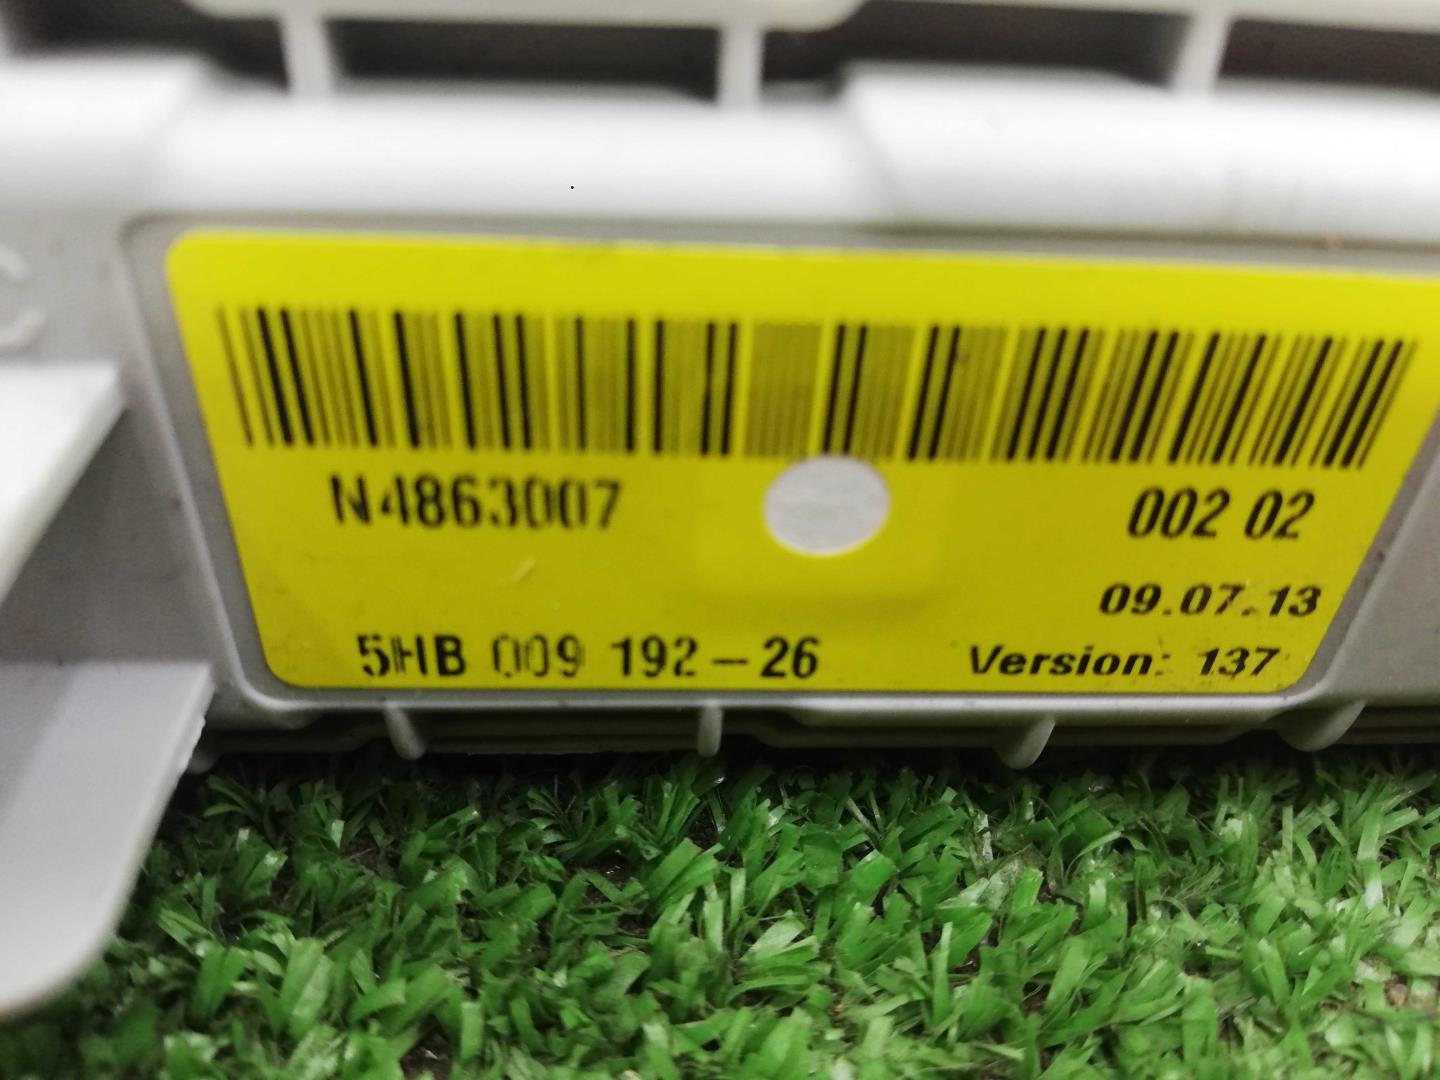 N4863007 002 02
09.07.13
5HB 009 192-26 Version: 137